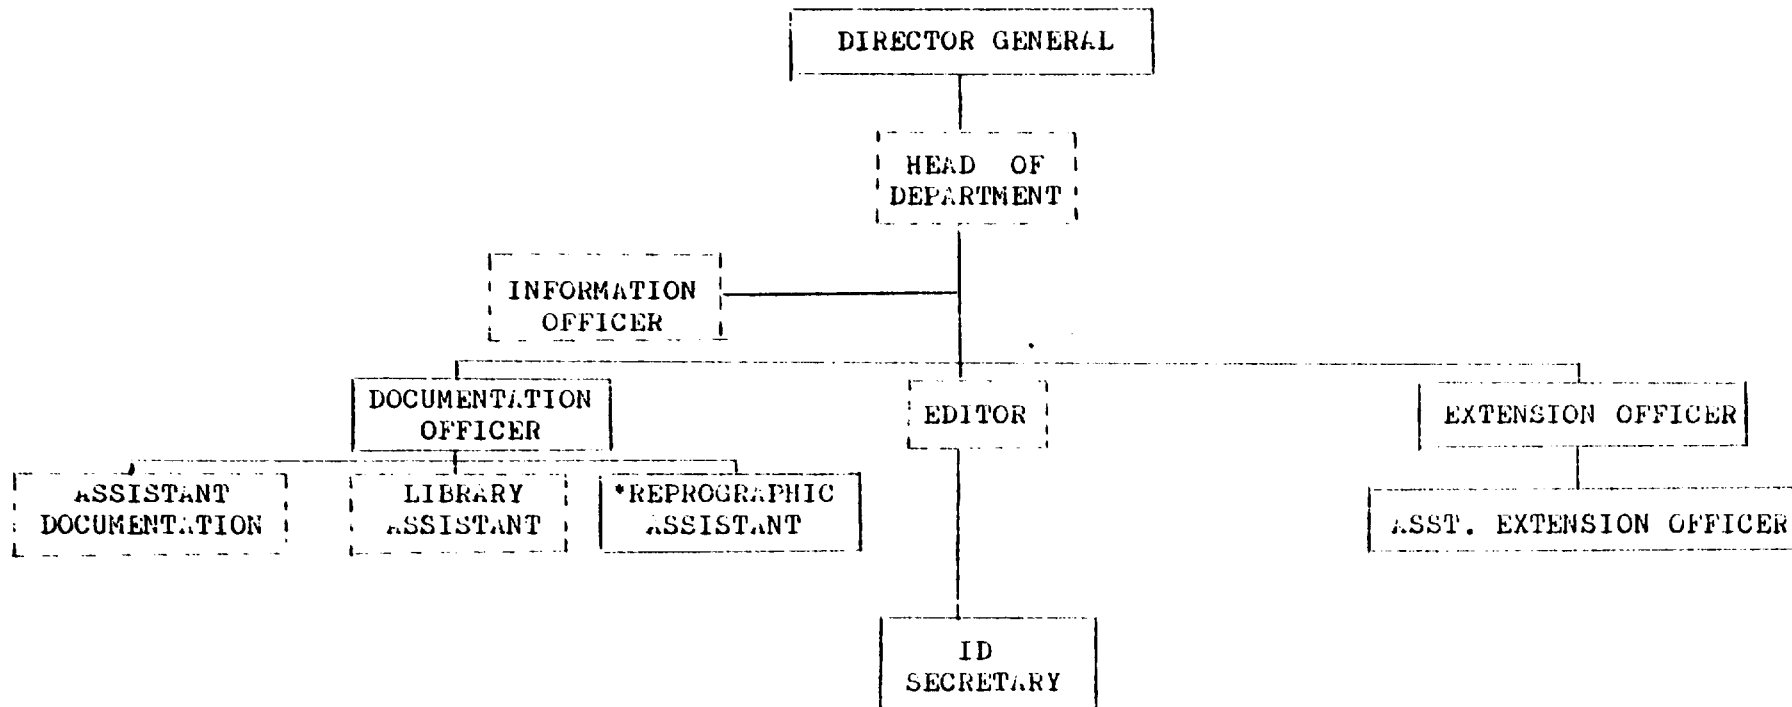 DIRECTOR GENERAL
HEAD OF
DEPARTMENT
INFORMATION
OFFICER
DOCUMENTATION
OFFICER
EDITOR
EXTENSION OFFICER
ASSISTANT
DOCUMENTATION
LIBRARY
ASSISTANT
*REPROGRAPHIC
ASSISTANT
ASST. EXTENSION OFFICER
ID
SECRETARY